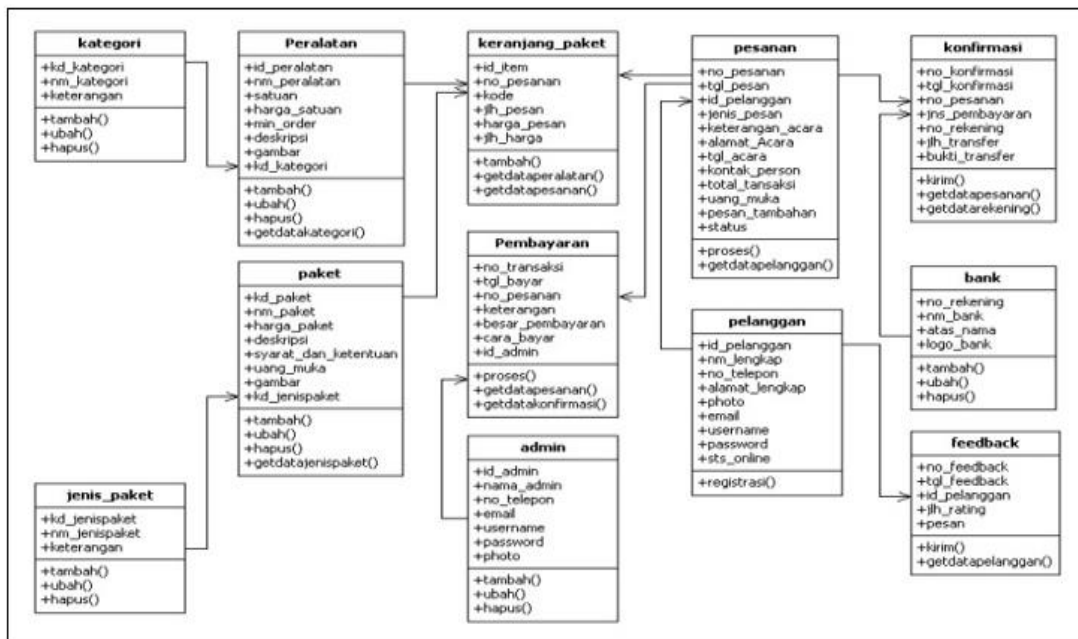 kategori
+kd_kategori
+nm_kategori
+keterangan
+tambah()
+ubah()
+hapus()
Peralatan
+id_peralatan
+nm_peralatan
+satuan
+harga_satuan
+min_order
+deskripsi
+gambar
+kd_kategori
+tambah()
+ubah()
+hapus()
+getdatakategori()
keranjang_paket
+id_item
+no_pesanan
+kode
+jlh_pesan
+harga_pesan
+jlh_harga
+tambah()
+getdataperalatan()
+getdatapesanan()
pesanan
+no_pesanan
+tgl_pesan
+id_pelanggan
+jenis_pesan
+keterangan_acara
+alamat_Acara
+tgl_acara
+kontak_person
+total_tansaksi
+uang_muka
+pesan_tambahan
+status
+proses()
+getdatapelanggan()
konfirmasi
+no_konfirmasi
+tgl_konfirmasi
+no_pesanan
+jns_pembayaran
+no_rekening
+jlh_transfer
+bukti_transfer
+kirim()
+getdatapesanan()
+getdatarekening()
paket
+kd_paket
+nm_paket
+harga_paket
+deskripsi
+syarat_dan_ketentuan
+uang_muka
+gambar
+kd_jenispaket
+tambah()
+ubah()
+hapus()
+getdatajenispaket()
Pembayaran
+no_transaksi
+tgl_bayar
+no_pesanan
+keterangan
+besar_pembayaran
+cara_bayar
+id_admin
+proses()
+getdatapesanan()
+getdatakonfirmasi()
pelanggan
+id_pelanggan
+nm_lengkap
+no_telepon
+alamat_lengkap
+photo
+email
+username
+password
+sts_online
+registrasi()
bank
+no_rekening
+nm_bank
+atas_nama
+logo_bank
+tambah()
+ubah()
+hapus()
jenis_paket
+kd_jenispaket
+nm_jenispaket
+keterangan
+tambah()
+ubah()
+hapus()
admin
+id_admin
+nama_admin
+no_telepon
+email
+username
+password
+photo
+tambah()
+ubah()
+hapus()
feedback
+no_feedback
+tgl_feedback
+id_pelanggan
+jlh_rating
+pesan
+kirim()
+getdatapelanggan()